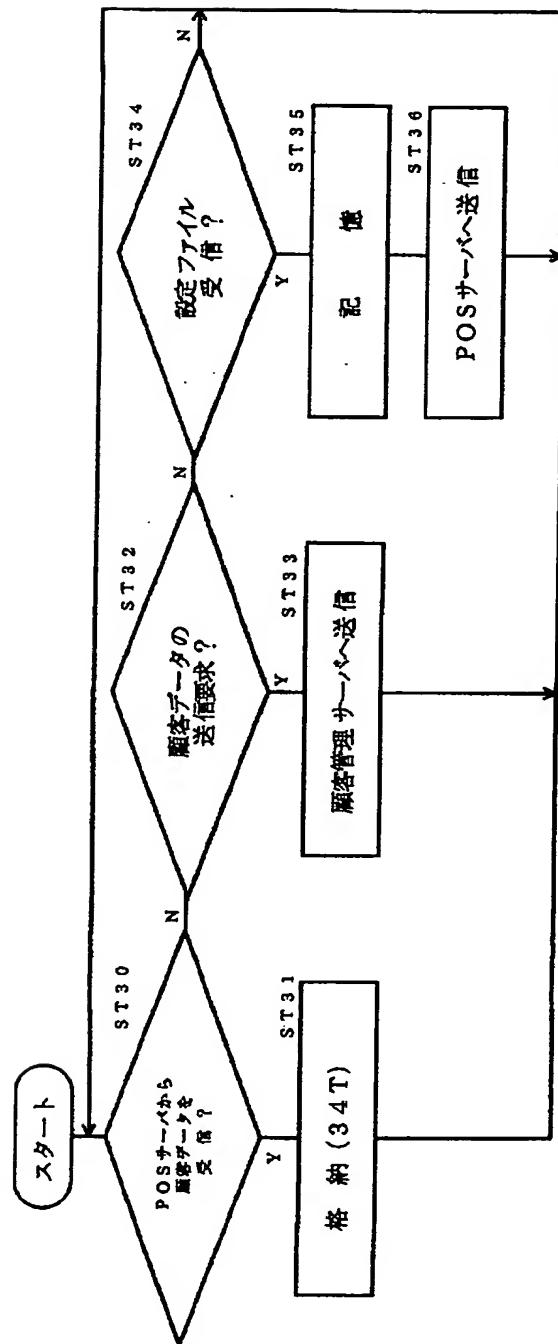 スタート
ST30
POSサーバから
顧客データを
受信？
N
Y
ST31
格納(34T)
ST32
顧客データの
送信要求？
N
Y
ST33
顧客管理サーバへ送信
ST34
設定ファイル
受信？
N
Y
ST35
記憶
ST36
POSサーバへ送信